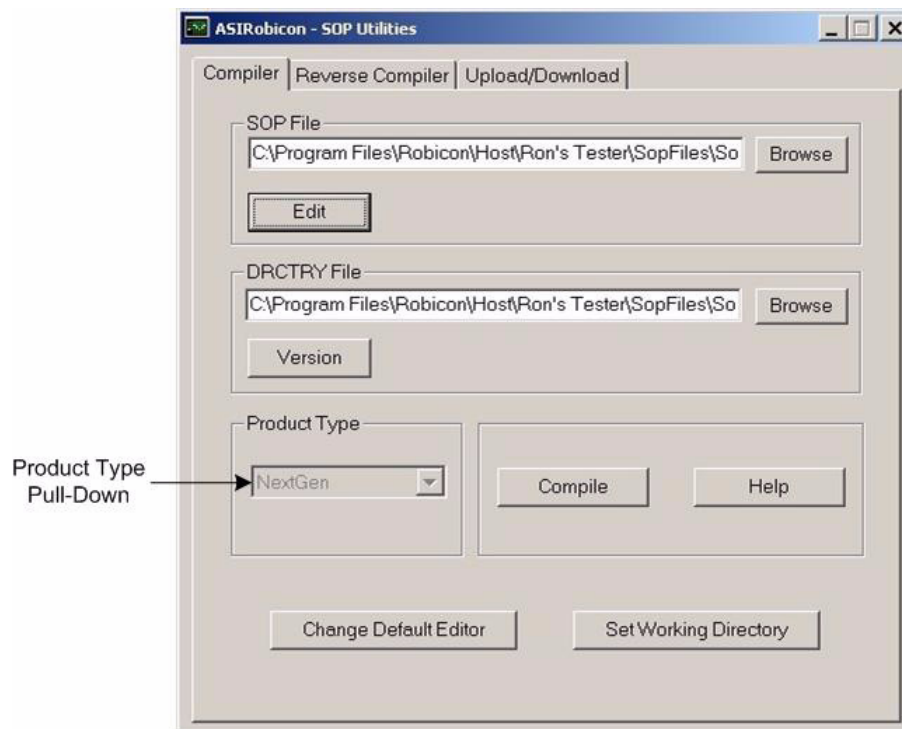 ASIRobicon - SOP Utilities
Compiler
Reverse Compiler
Upload/Download
SOP File
C:\Program Files\Robicon\Host\Ron's Tester\SopFiles\So
Browse
Edit
DRCTRY File
C:\Program Files\Robicon\Host\Ron's Tester\SopFiles\So
Browse
Version
Product Type
Product Type
Pull-Down
NextGen
Compile
Help
Change Default Editor
Set Working Directory